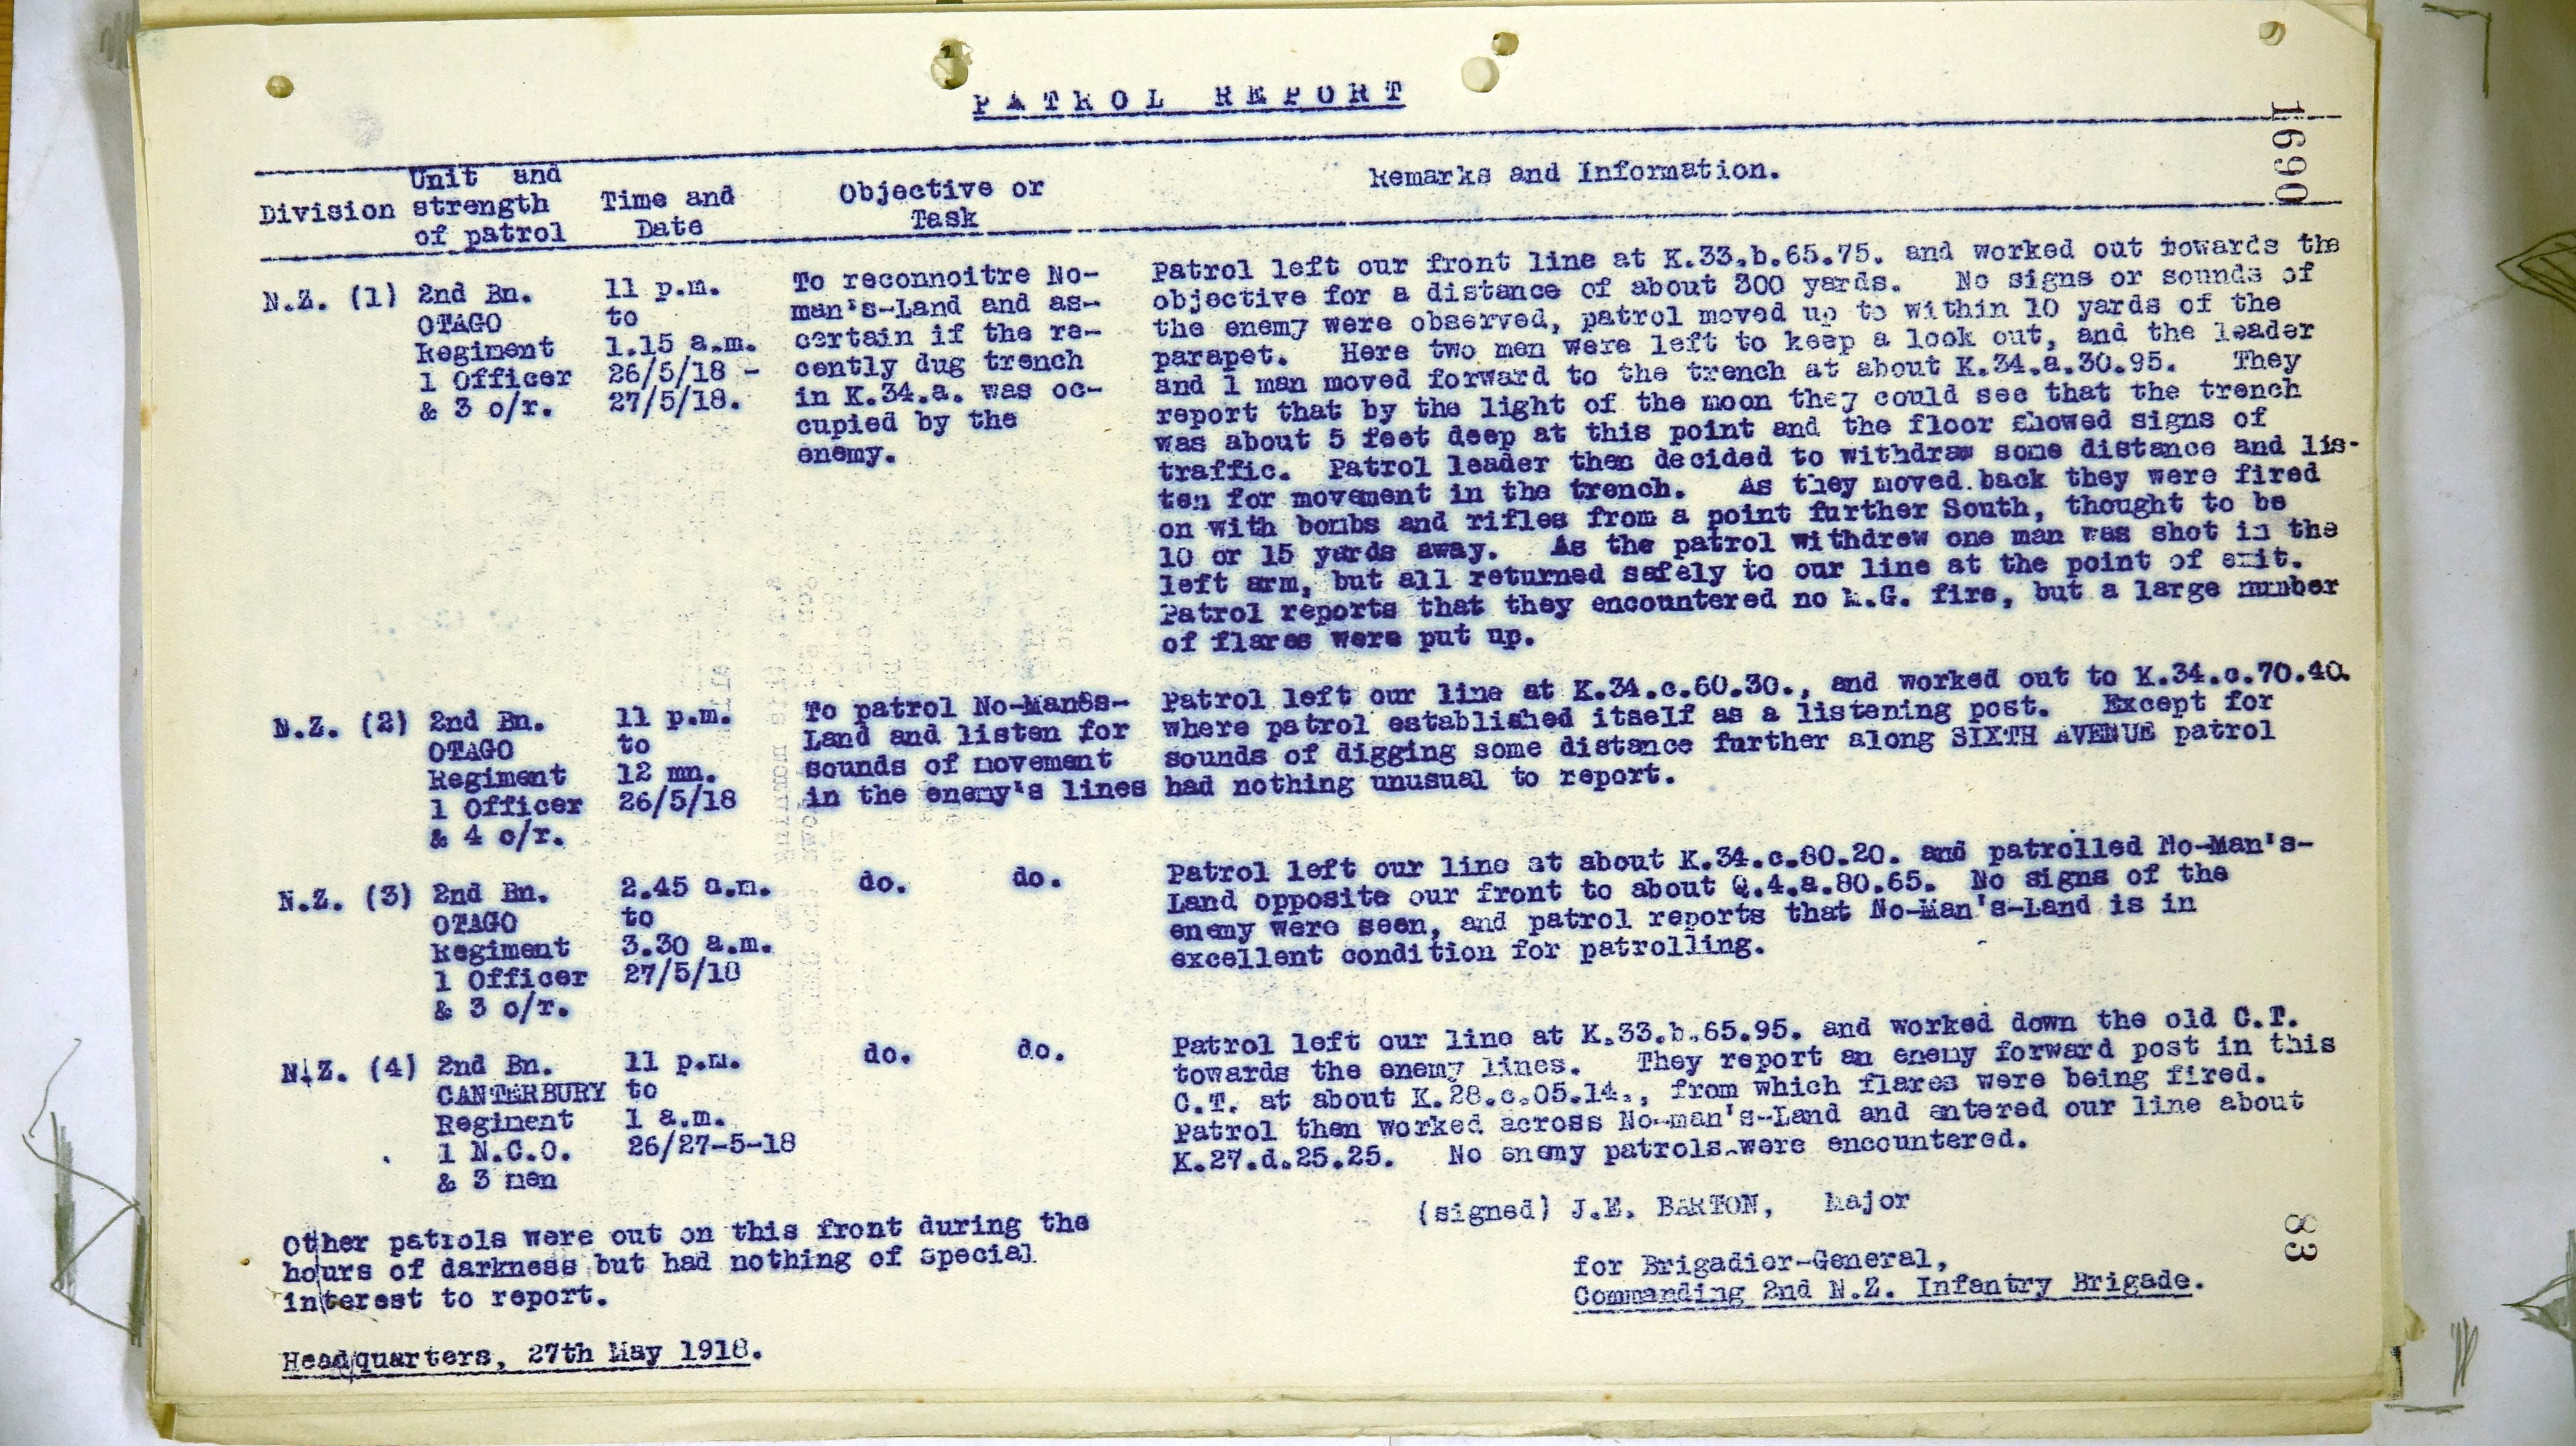 PATROL REPORT
1690
Division
Unit and
strength
of patrol
Time and
Date
Objective or
Task
Remarks and Information.
N.Z. (1)
2nd Bn.
OTAGO
Regiment
1 Officer
& 3 o/r.
11 p.m.
to
1.15 a.m.
26/5/18 -
27/5/18.
To reconnoitre No-
man's-Land and as-
certain if the re-
cently dug trench
in K.34.a. was oc-
cupied by the
enemy.
Patrol left our front line at K.33.b.65.75. and worked out towards the
objective for a distance of about 300 yards. No signs or sounds of
the enemy were observed, patrol moved up to within 10 yards of the
parapet. Here two men were left to keep a look out, and the leader
and 1 man moved forward to the trench at about K.34.a.30.95. They
report that by the light of the moon they could see that the trench
was about 5 feet deep at this point and the floor showed signs of
traffic. Patrol leader then decided to withdraw some distance and lis-
ten for movement in the trench. As they moved back they were fired
on with bombs and rifles from a point further South, thought to be
10 or 15 yards away. As the patrol withdrew one man was shot in the
left arm, but all returned safely to our line at the point of exit.
Patrol reports that they encountered no M.G. fire, but a large number
of flares were put up.
N.Z. (2)
2nd Bn.
OTAGO
Regiment
1 Officer
& 4 o/r.
11 p.m.
to
12 mn.
26/5/18
To patrol No-Man8s-
Land and listen for
sounds of movement
in the enemy's lines
Patrol left our line at K.34.c.60.30., and worked out to K.34.c.70.40.
where patrol established itself as a listening post. Except for
sounds of digging some distance further along SIXTH AVENUE patrol
had nothing unusual to report.
N.Z. (3)
2nd Bn.
OTAGO
Regiment
1 Officer
& 3 o/r.
2.45 a.m.
to
3.30 a.m.
27/5/18
do. do.
Patrol left our line at about K.34.c.80.20. and patrolled No-Man's-
Land opposite our front to about Q.4.a.80.65. No signs of the
enemy were seen, and patrol reports that No-Man's-Land is in
excellent condition for patrolling.
N.Z. (4)
2nd Bn.
CANTERBURY
Regiment
1 N.C.O.
& 3 men
11 p.m.
to
1 a.m.
26/27-5-18
do. do.
Patrol left our line at K.33.b.65.95. and worked down the old C.T.
towards the enemy lines. They report an enemy forward post in this
C.T. at about K.28.c.05.14., from which flares were being fired.
Patrol then worked across No-man's-Land and entered our line about
K.27.d.25.25. No enemy patrols were encountered.
Other patrols were out on this front during the
hours of darkness but had nothing of special
interest to report.
Headquarters, 27th May 1918.
(signed) J.E. BARTON, Major
for Brigadier-General,
Commanding 2nd N.Z. Infantry Brigade.
83